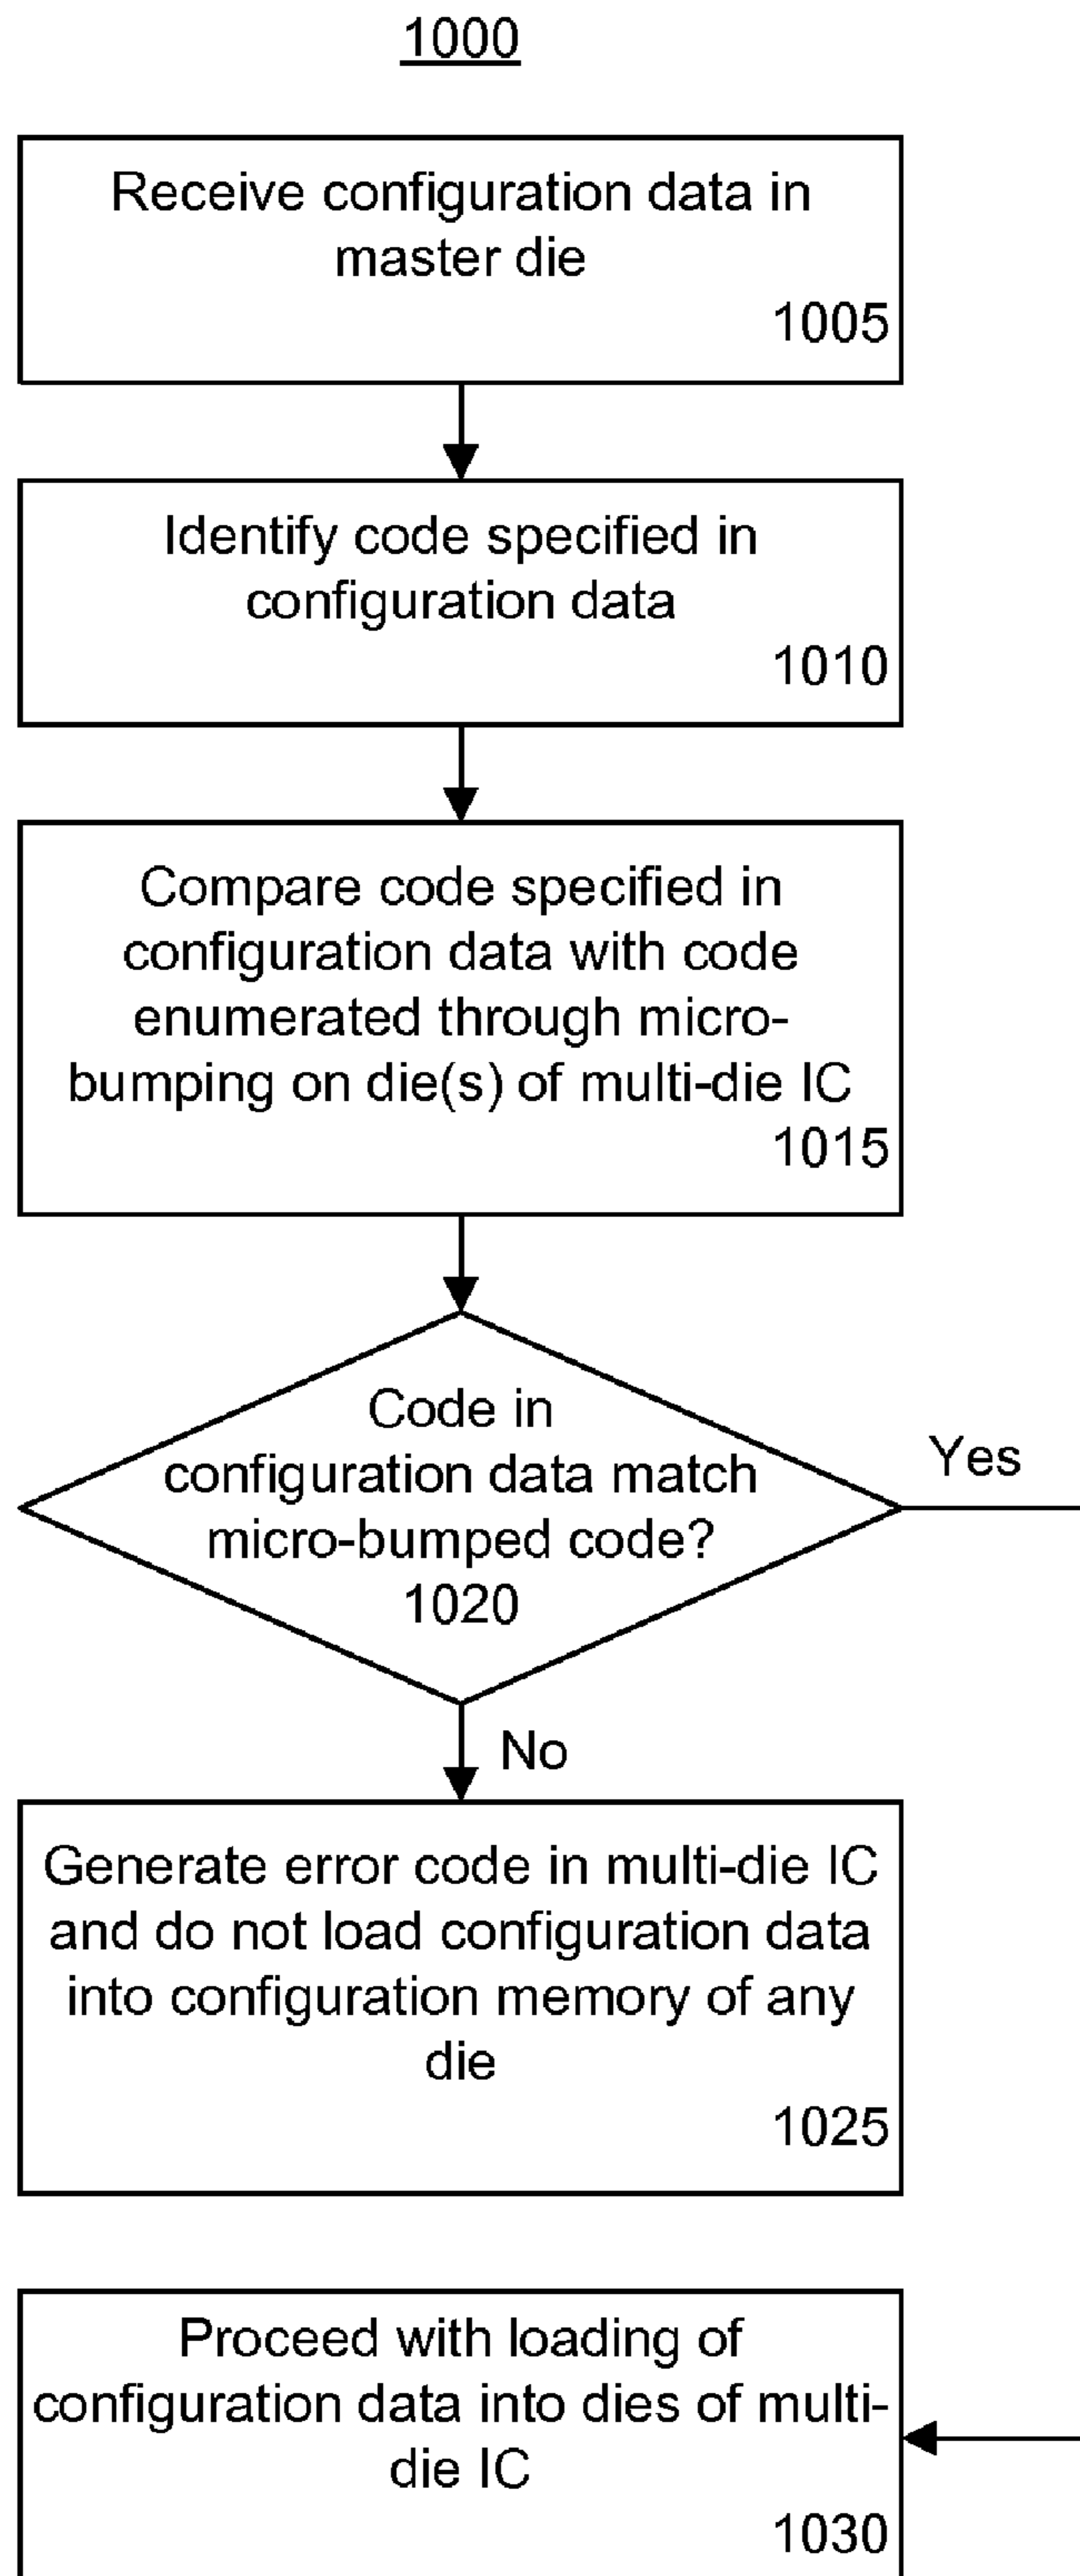 1000
Receive configuration data in
master die
1005
Identify code specified in
configuration data
1010
Compare code specified in
configuration data with code
enumerated through micro-
bumping on die(s) of multi-die IC
1015
Code in
configuration data match
micro-bumped code?
1020
Yes
No
Generate error code in multi-die IC
and do not load configuration data
into configuration memory of any
die
1025
Proceed with loading of
configuration data into dies of multi-
die IC
1030